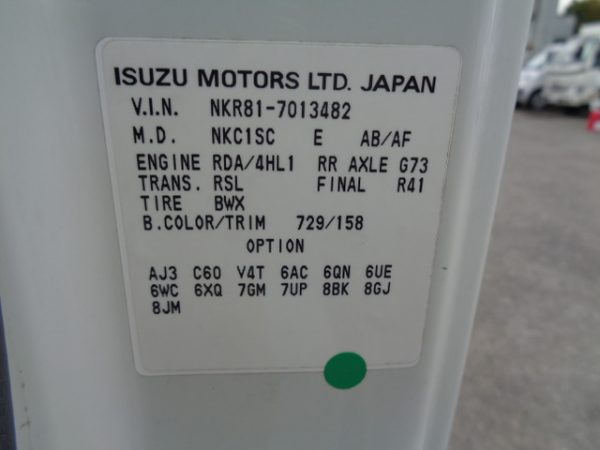 ISUZU MOTORS LTD. JAPAN
V.I.N. NKR81-7013482
M.D. NKC1SC E AB/AF
ENGINE RDA/4HL1 RR AXLE G73
TRANS. RSL FINAL R41
TIRE BWX
B.COLOR/TRIM 729/158
OPTION
AJ3 C60 V4T 6AC 6QN 6UE
6WC 6XQ 7GM 7UP 8BK 8GJ
8JM